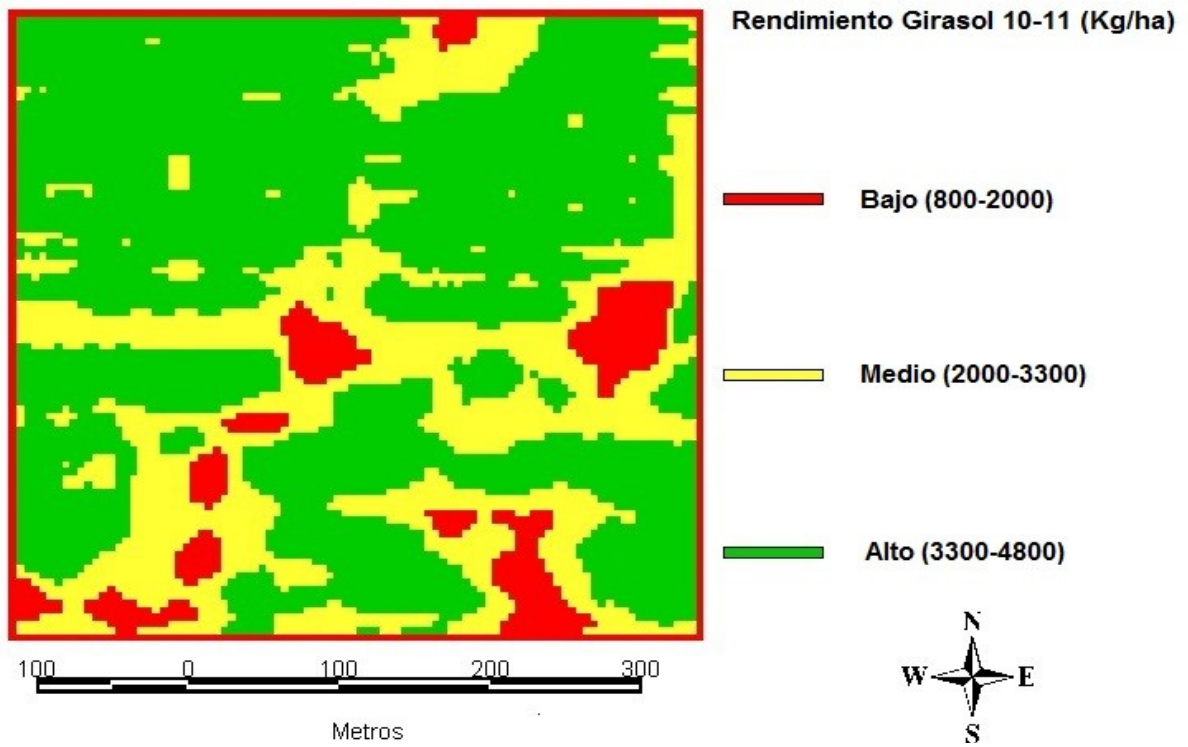 Rendimiento Girasol 10-11 (Kg/ha)
Bajo (800-2000)
Medio (2000-3300)
Alto (3300-4800)
100 0 100 200 300
Metros
N
W E
S